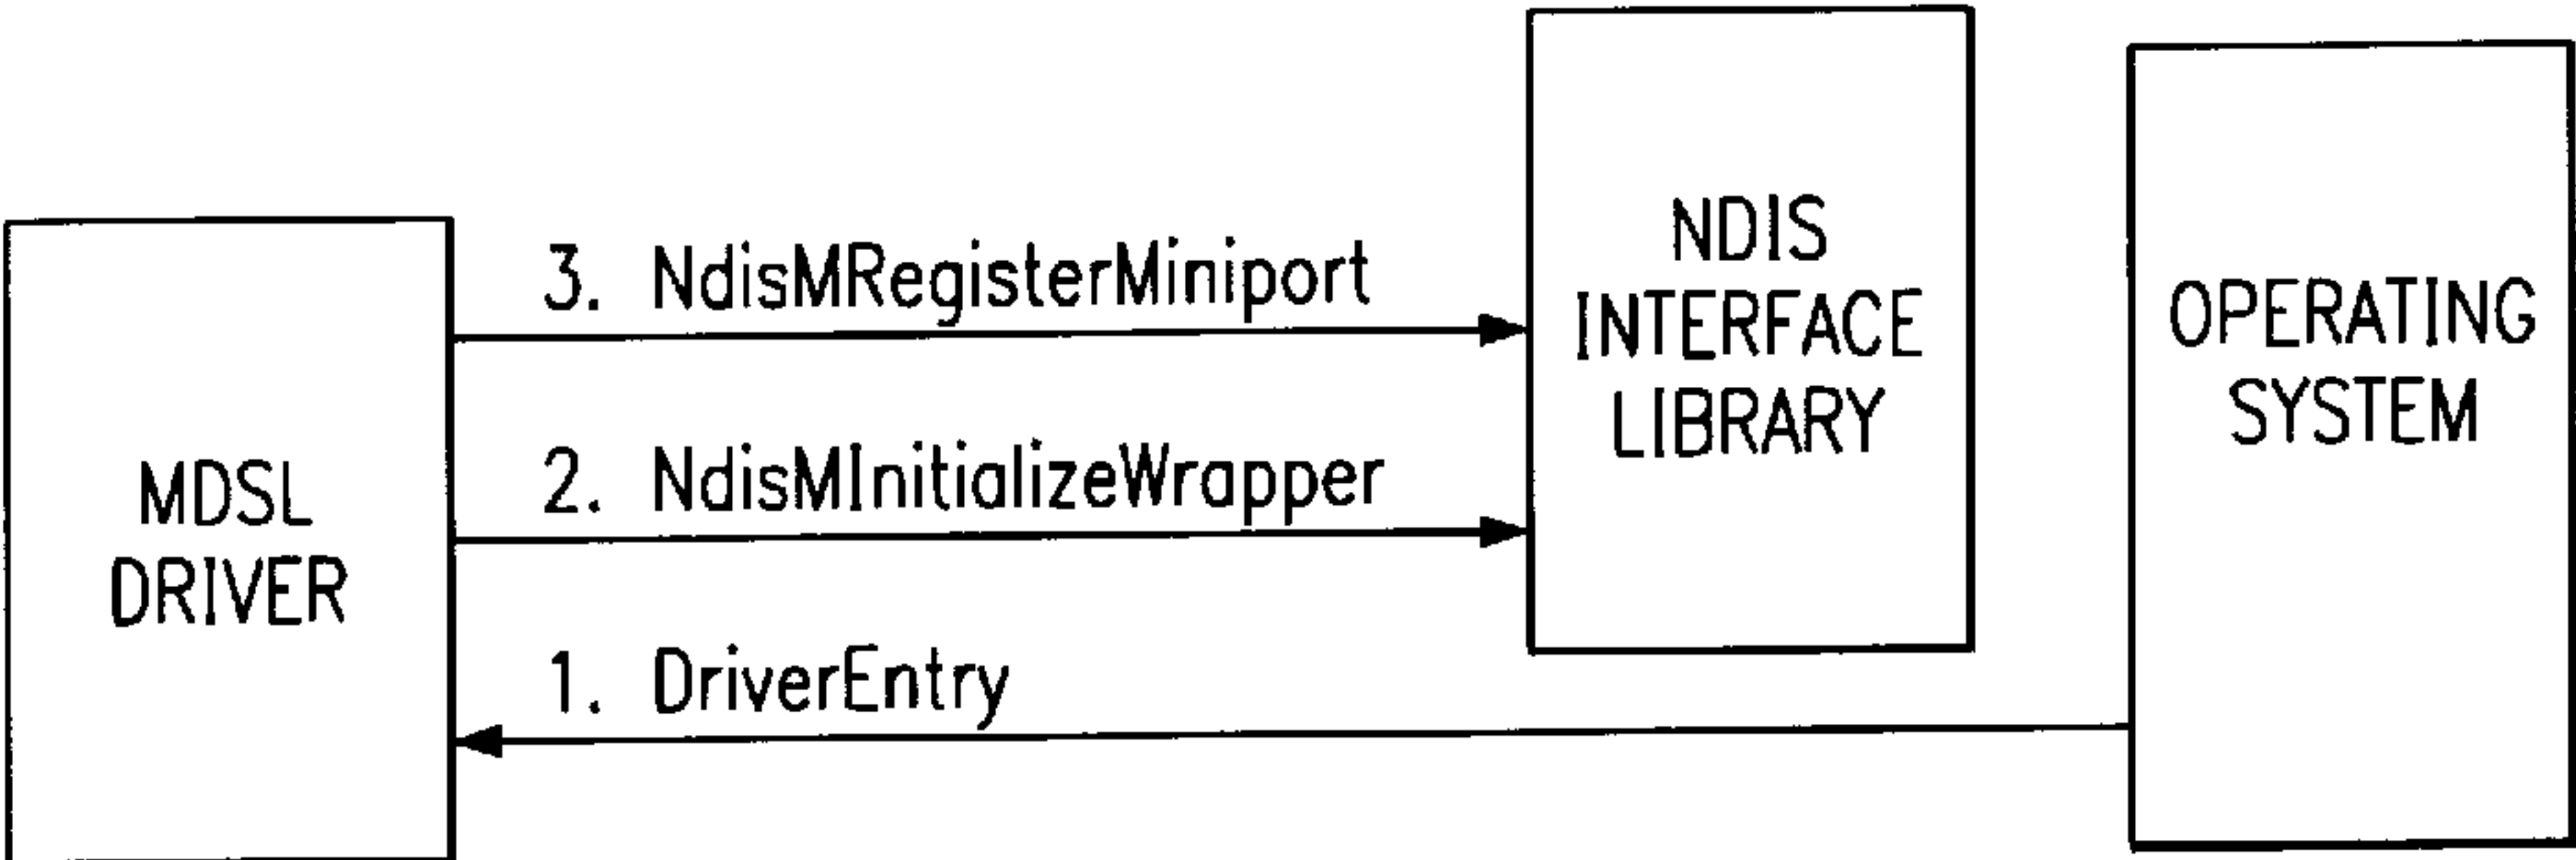 NDIS
INTERFACE
LIBRARY
OPERATING
SYSTEM
MDSL
DRIVER
3. NdisMRegisterMiniport
2. NdisMInitializeWrapper
1. DriverEntry